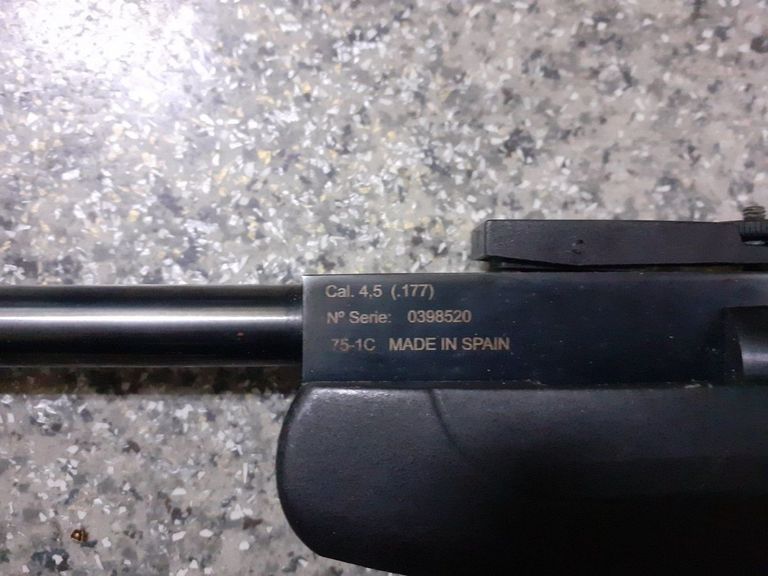 Cal. 4,5 (.177)
Nº Serie: 0398520
75-1C MADE IN SPAIN